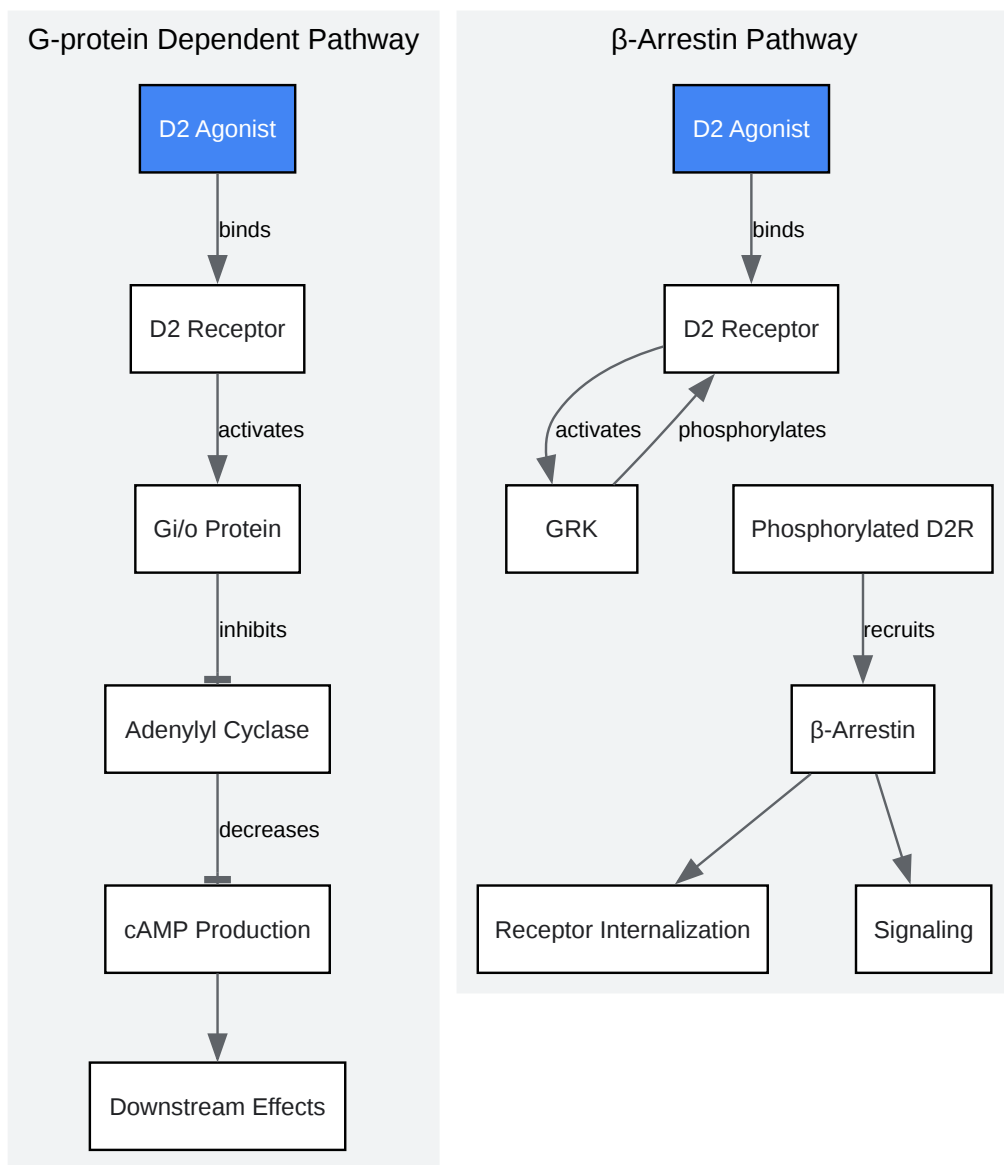 G-protein Dependent Pathway
D2 Agonist
binds
D2 Receptor
activates
Gi/o Protein
inhibits
Adenylyl Cyclase
decreases
cAMP Production
Downstream Effects
β-Arrestin Pathway
D2 Agonist
binds
D2 Receptor
activates
phosphorylates
GRK
Phosphorylated D2R
recruits
β-Arrestin
Receptor Internalization
Signaling